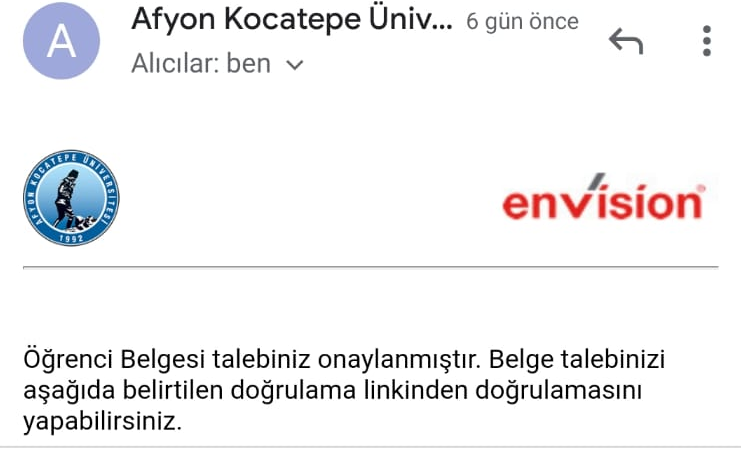 A
Afyon Kocatepe Üniv... 6 gün önce
Alıcılar: ben
AFYON KOCATEPE ÜNİVERSİTESİ
1992
envision
Öğrenci Belgesi talebiniz onaylanmıştır. Belge talebinizi
aşağıda belirtilen doğrulama linkinden doğrulamasını
yapabilirsiniz.